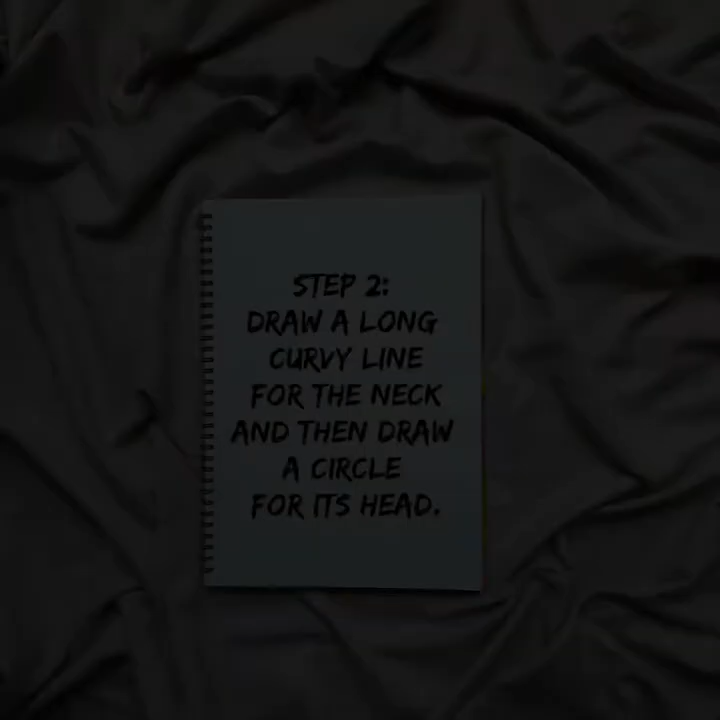 STEP 2:
DRAW A LONG
CURVY LINE
FOR THE NECK
AND THEN DRAW
A CIRCLE
FOR ITS HEAD.